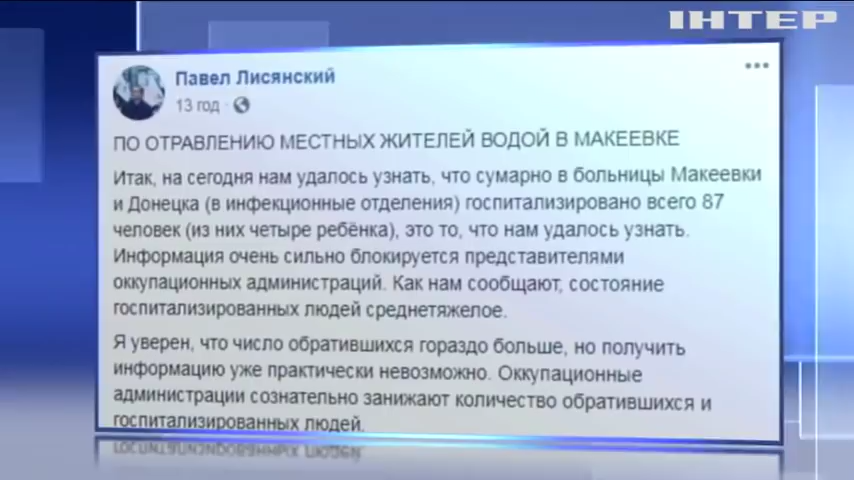 ІНТЕР
Павел Лисянский
13 год ·
ПО ОТРАВЛЕНИЮ МЕСТНЫХ ЖИТЕЛЕЙ ВОДОЙ В МАКЕЕВКЕ
Итак, на сегодня нам удалось узнать, что сумарно в больницы Макеевки
и Донецка (в инфекционные отделения) госпитализировано всего 87
человек (из них четыре ребёнка), это то, что нам удалось узнать.
Информация очень сильно блокируется представителями
оккупационных администраций. Как нам сообщают, состояние
госпитализированных людей среднетяжелое.
Я уверен, что число обратившихся гораздо больше, но получить
информацию уже практически невозможно. Оккупационные
администрации сознательно занижают количество обратившихся и
госпитализированных людей.